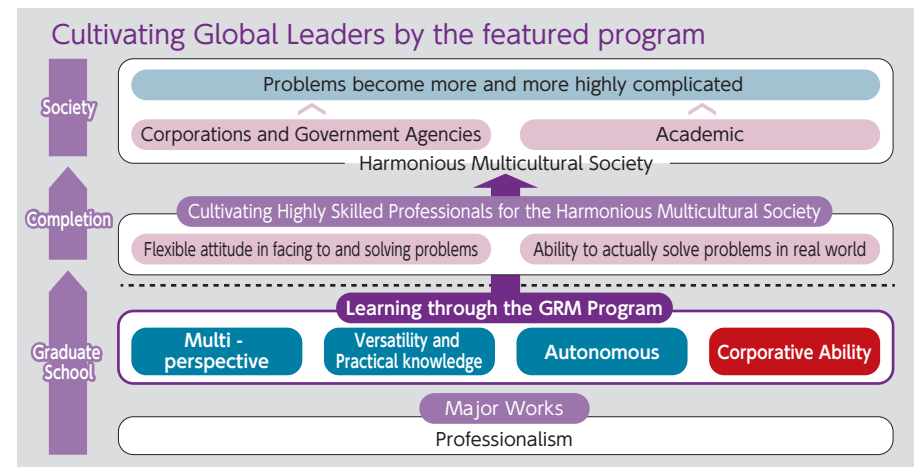 Cultivating Global Leaders by the featured program
Society
Problems become more and more highly complicated
Corporations and Government Agencies
Academic
Harmonious Multicultural Society
Completion
Cultivating Highly Skilled Professionals for the Harmonious Multicultural Society
Flexible attitude in facing to and solving problems
Ability to actually solve problems in real world
Graduate
School
Learning through the GRM Program
Multi -
perspective
Versatility and
Practical knowledge
Autonomous
Corporative Ability
Major Works
Professionalism